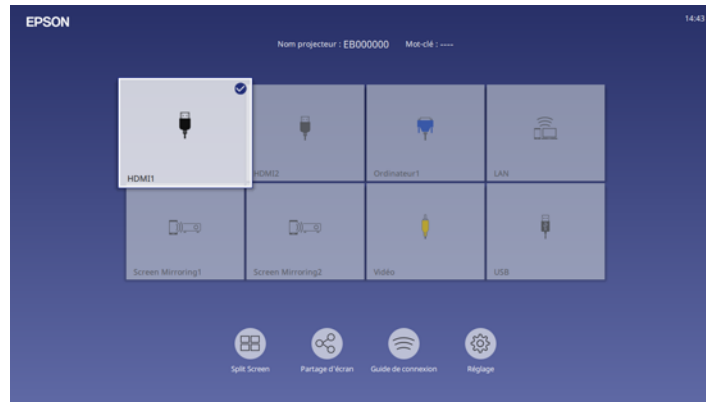 EPSON
14:43
Nom projecteur : EB000000 Mot-clé : ----
HDMI1
HDMI2
Ordinateur1
LAN
Screen Mirroring1
Screen Mirroring2
Vidéo
USB
Split Screen
Partage d'écran
Guide de connexion
Réglage